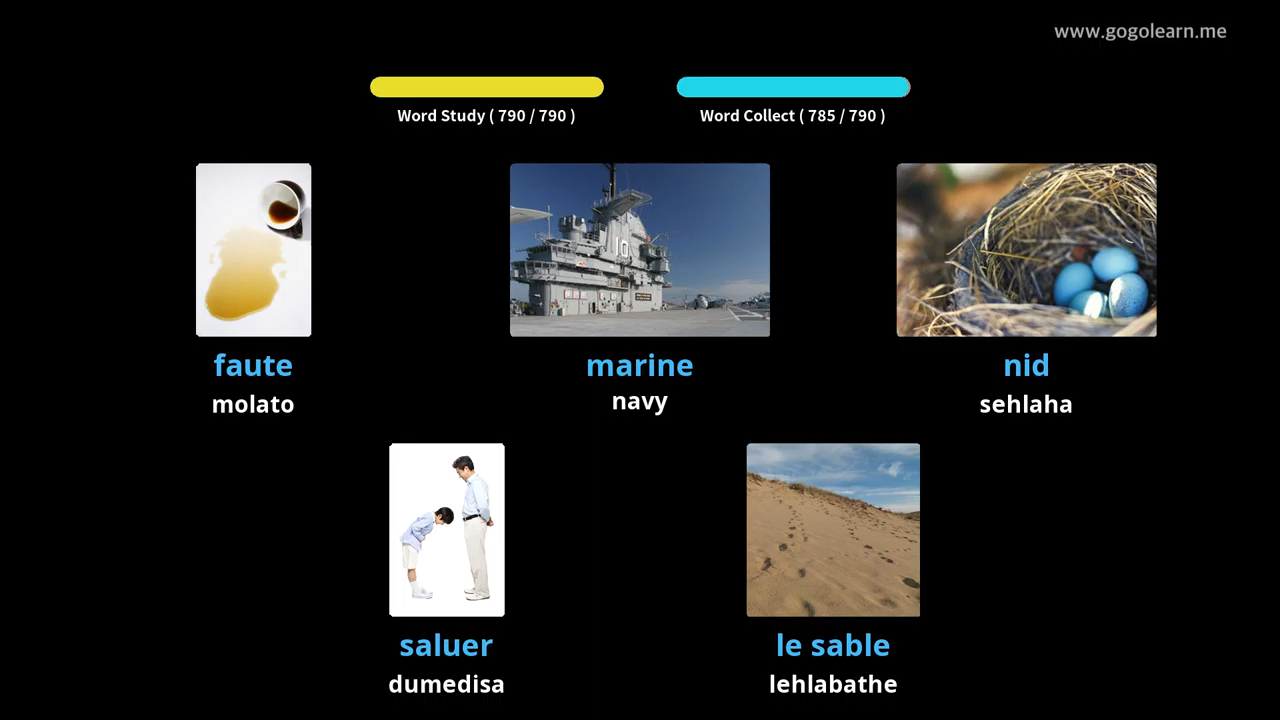 www.gogolearn.me
Word Study ( 790 / 790 )
Word Collect ( 785 / 790 )
10
faute
marine
nid
molato
navy
sehlaha
saluer
le sable
dumedisa
lehlabathe